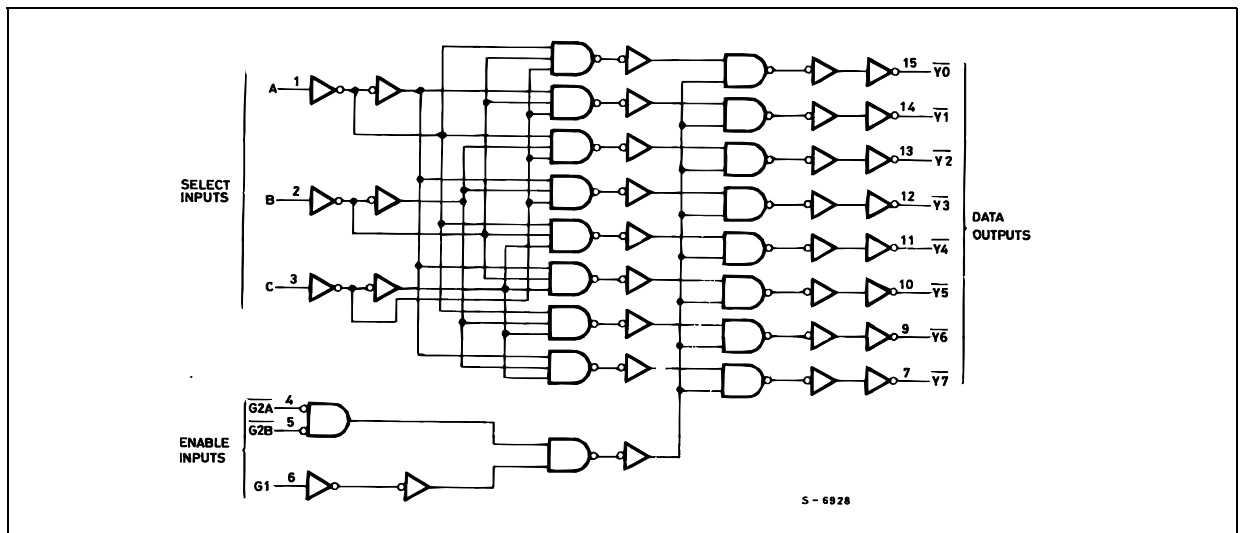 SELECT
INPUTS
A 1
B 2
C 3
ENABLE
INPUTS
G2A 4
G2B 5
G1 6
15 Y0
14 Y1
13 Y2
12 Y3
11 Y4
10 Y5
9 Y6
7 Y7
DATA
OUTPUTS
S - 6928